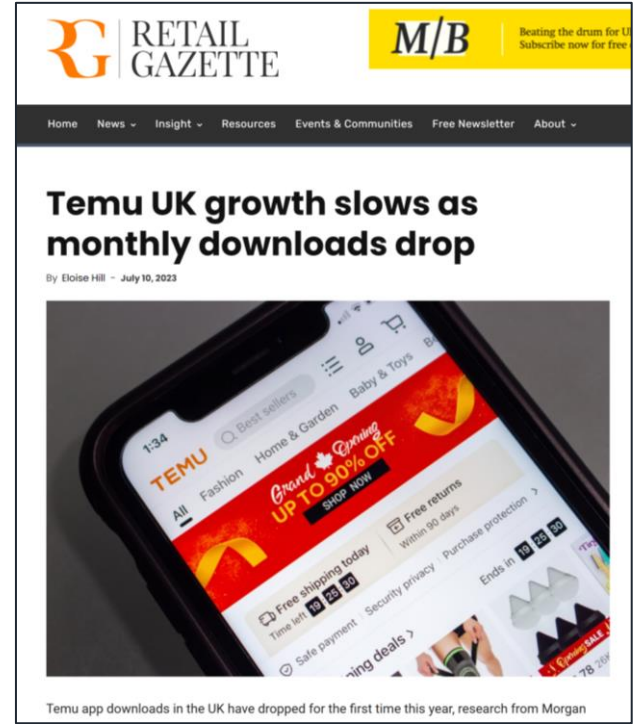 RETAIL
GAZETTE
M/B
Beating the drum for
Subscribe now for free
Home News Insight Resources Events & Communities Free Newsletter About
Temu UK growth slows as
monthly downloads drop
By Eloise Hill - July 10, 2023
1:34
TEMU
Best sellers
All Fashion Home & Garden Baby & Toys
Grand Opening
UP TO 90% OFF
SHOP NOW
Free shipping today
Time left 19 25 30
Free returns
Within 90 days
Safe payment Security privacy Purchase protection >
ning deals >
Ends in 19 25 30
Opening SALE
Temu app downloads in the UK have dropped for the first time this year, research from Morgan